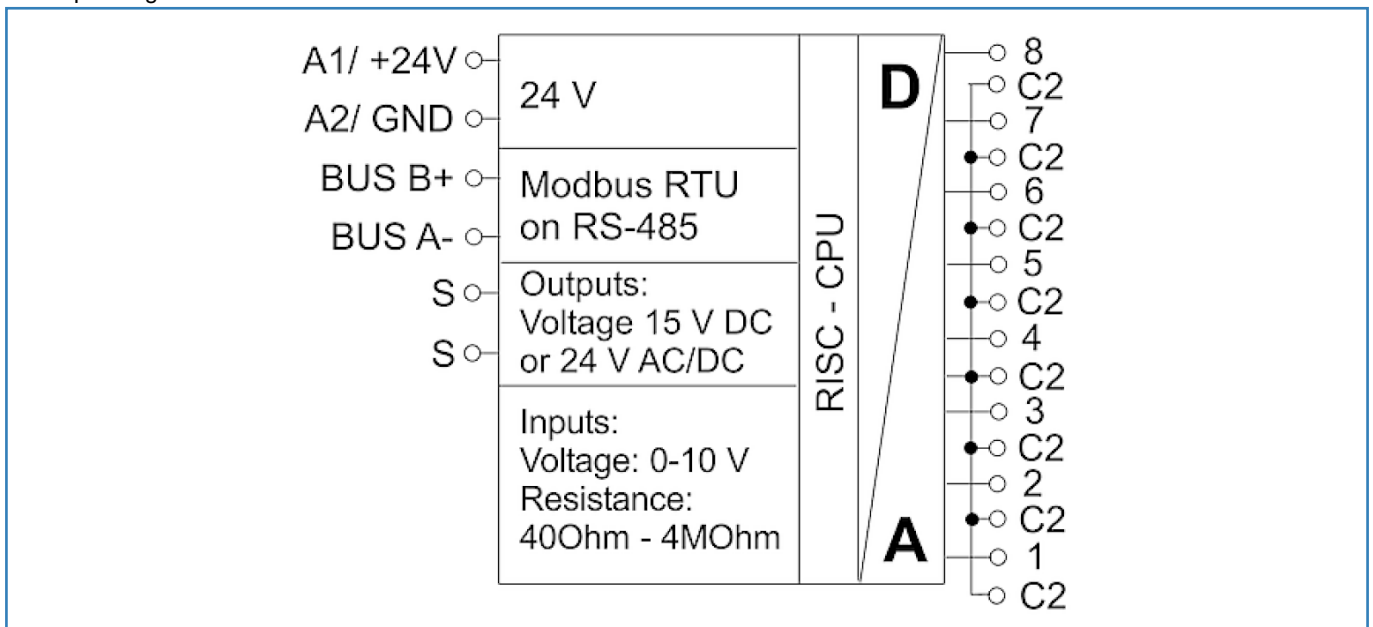 A1/ +24V
A2/ GND
BUS B+
BUS A-
S
S
24 V
Modbus RTU
on RS-485
Outputs:
Voltage 15 V DC
or 24 V AC/DC
Inputs:
Voltage: 0-10 V
Resistance:
40Ohm - 4MOhm
RISC - CPU
D
A
8
C2
7
C2
6
C2
5
C2
4
C2
3
C2
2
C2
1
C2